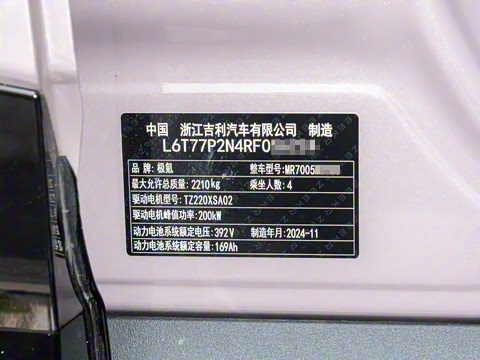 中国 浙江吉利汽车有限公司 制造
L6T77P2N4RF0
品牌:极氪 整车型号:MR7005
最大允许总质量:2210kg 乘坐人数:4
驱动电机型号:TZ220XSA02
驱动电机峰值功率:200kW
动力电池系统额定电压:392V 制造年月:2024-11
动力电池系统额定容量:169Ah